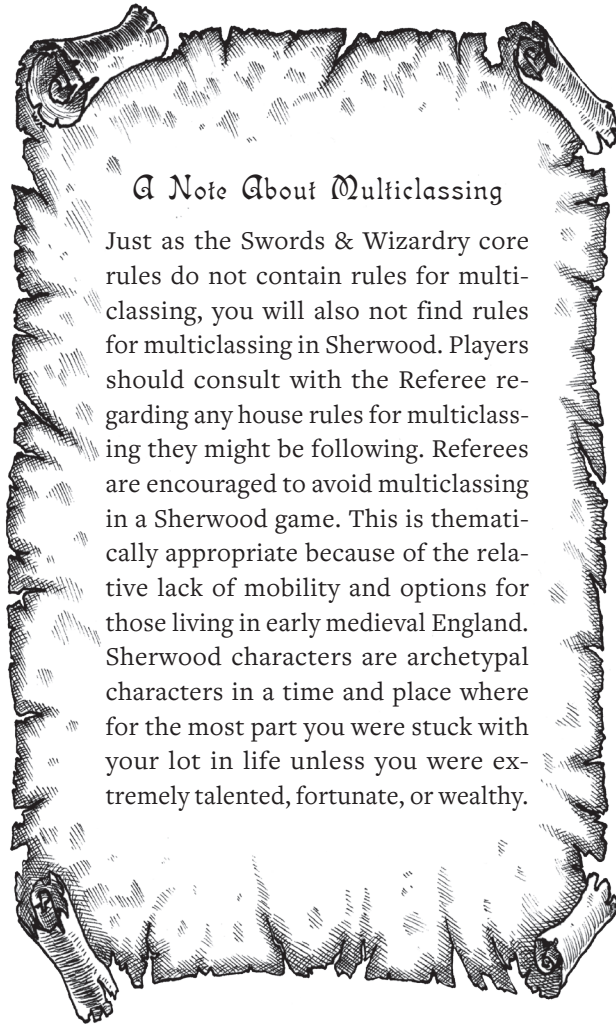 A Note About Multiclassing
Just as the Swords & Wizardry core
rules do not contain rules for multi-
classing, you will also not find rules
for multiclassing in Sherwood. Players
should consult with the Referee re-
garding any house rules for multiclass-
ing they might be following. Referees
are encouraged to avoid multiclassing
in a Sherwood game. This is themati-
cally appropriate because of the rela-
tive lack of mobility and options for
those living in early medieval England.
Sherwood characters are archetypal
characters in a time and place where
for the most part you were stuck with
your lot in life unless you were ex-
tremely talented, fortunate, or wealthy.